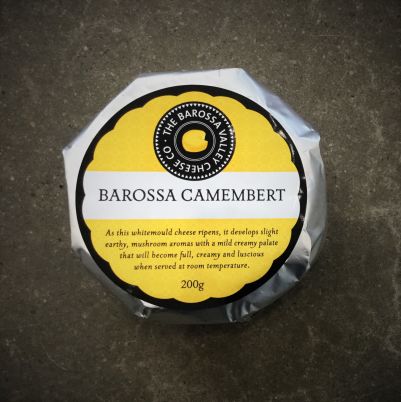 THE BAROSSA VALLEY CHEESE CO
BAROSSA CAMEMBERT
As this whitemould cheese ripens, it develops slight
earthy, mushroom aromas with a mild creamy palate
that will become full, creamy and luscious
when served at room temperature.
200g